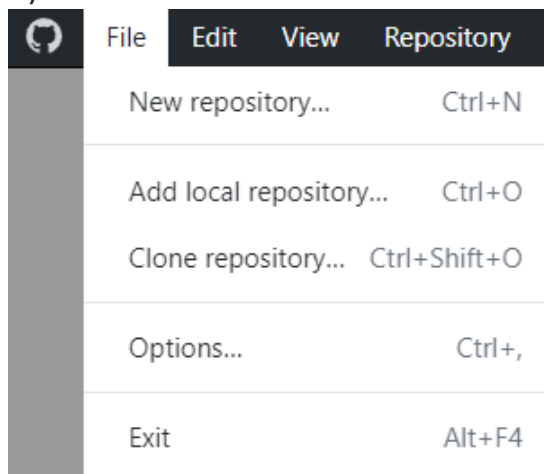 File Edit View Repository
New repository... Ctrl+N
Add local repository... Ctrl+O
Clone repository... Ctrl+Shift+O
Options... Ctrl+,
Exit Alt+F4